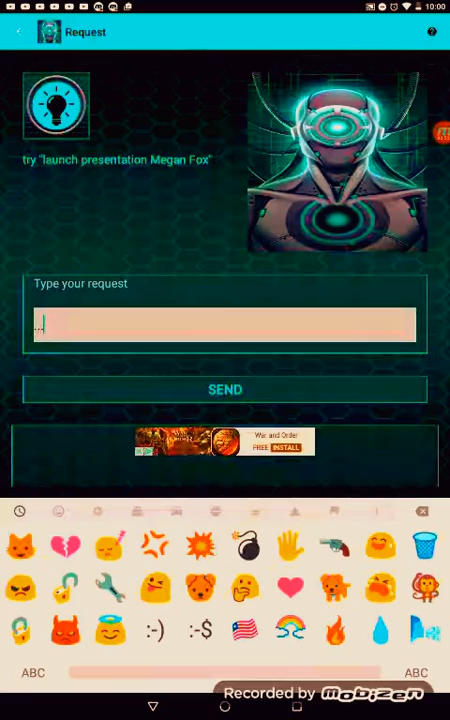 10:00
Request
try "launch presentation Megan Fox"
Type your request
...
SEND
War and Order
FREE INSTALL
:-) :-$
ABC ABC
Recorded by mobizen